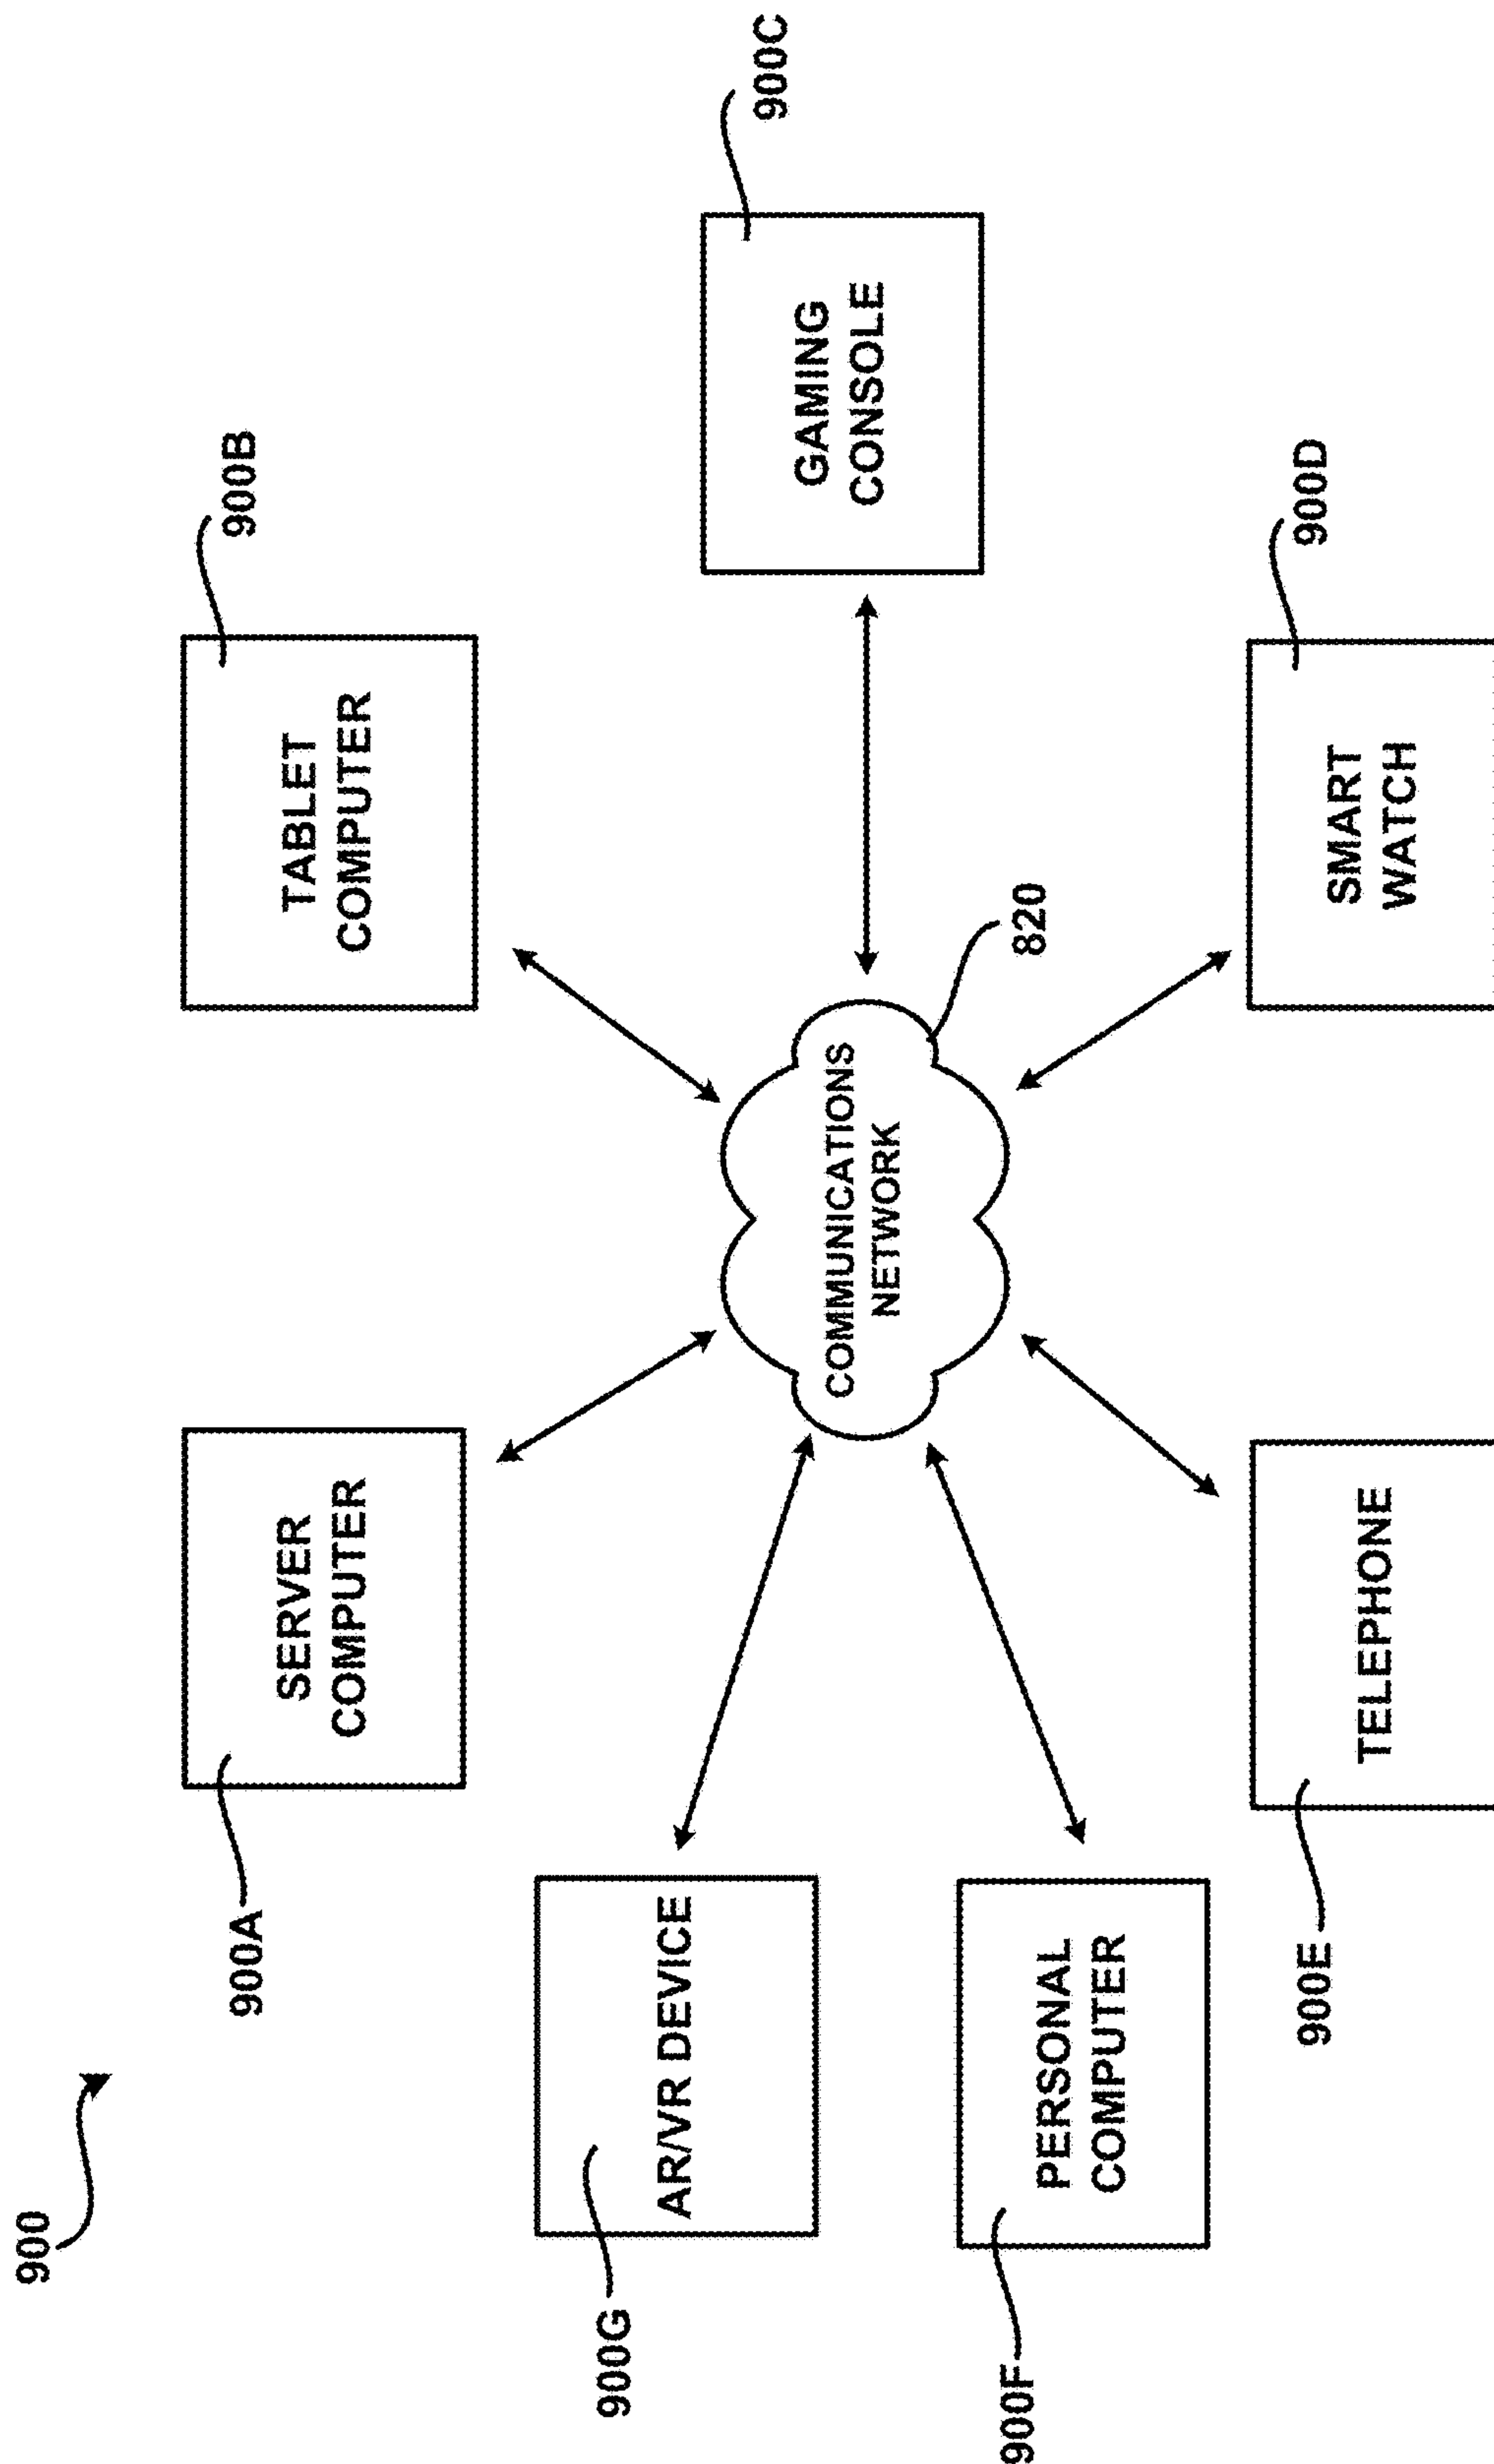 900
900A
SERVER
COMPUTER
900B
TABLET
COMPUTER
900G
AR/VR DEVICE
COMMUNICATIONS
NETWORK
820
900C
GAMING
CONSOLE
900F
PERSONAL
COMPUTER
900E
TELEPHONE
900D
SMART
WATCH